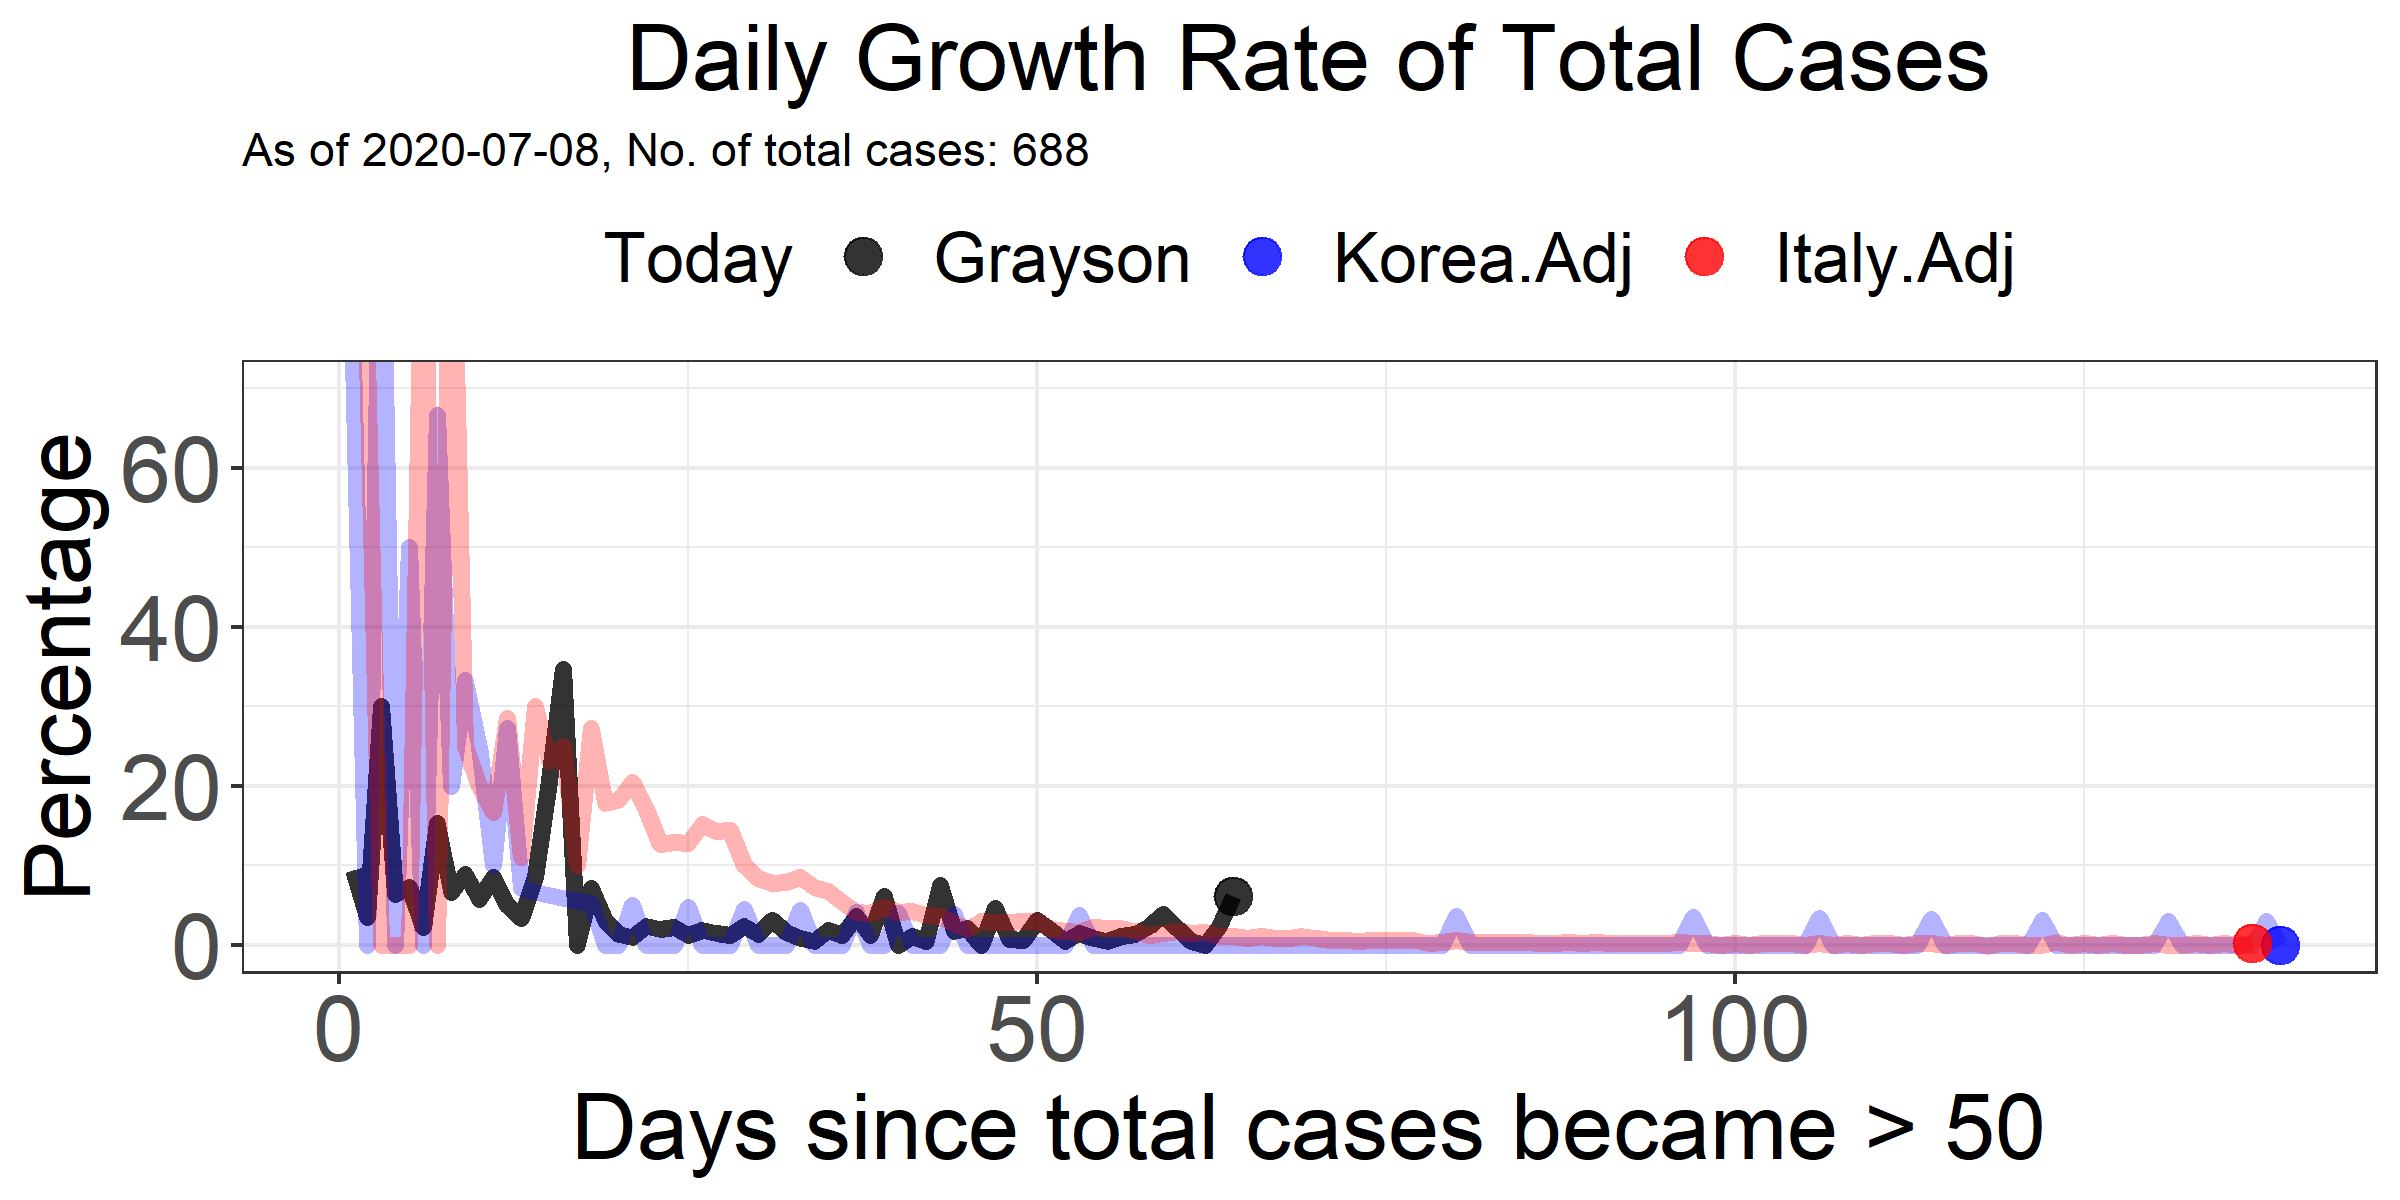 Daily Growth Rate of Total Cases
As of 2020-07-08, No. of total cases: 688
Today Grayson Korea.Adj Italy.Adj
Percentage
60
40
20
0
0 50 100
Days since total cases became > 50